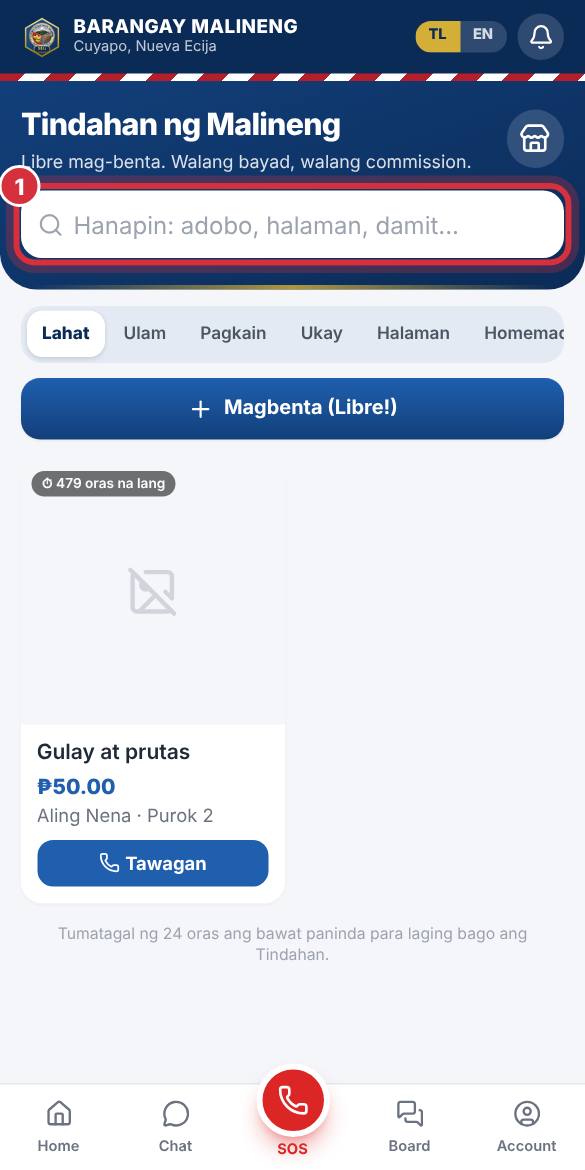 BARANGAY MALINENG
Cuyapo, Nueva Ecija
TL EN
Tindahan ng Malineng
Libre mag-benta. Walang bayad, walang commission.
1
Hanapin: adobo, halaman, damit...
Lahat Ulam Pagkain Ukay Halaman Homemac
+ Magbenta (Libre!)
⏱ 479 oras na lang
Gulay at prutas
₱50.00
Aling Nena · Purok 2
Tawagan
Tumatagal ng 24 oras ang bawat paninda para laging bago ang
Tindahan.
Home Chat SOS Board Account